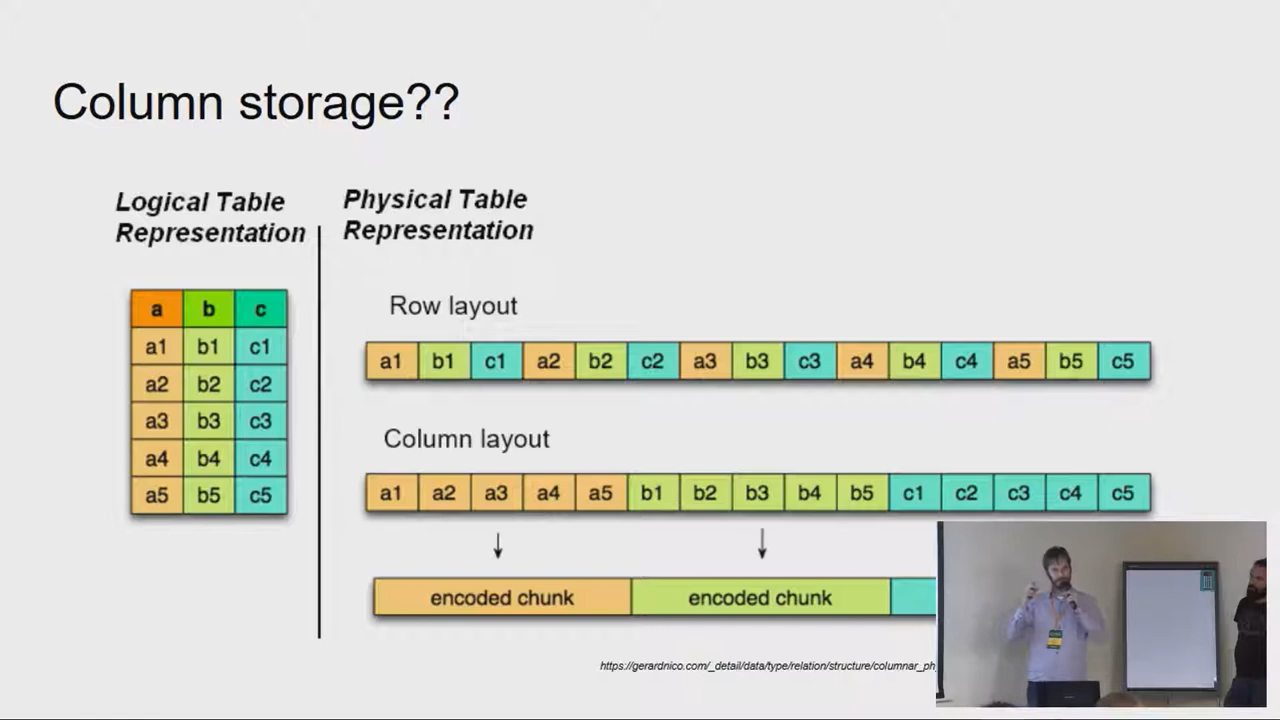 Column storage??
Logical Table
Representation
Physical Table
Representation
a b c
a1 b1 c1
a2 b2 c2
a3 b3 c3
a4 b4 c4
a5 b5 c5
Row layout
a1 b1 c1 a2 b2 c2 a3 b3 c3 a4 b4 c4 a5 b5 c5
Column layout
a1 a2 a3 a4 a5 b1 b2 b3 b4 b5 c1 c2 c3 c4 c5
encoded chunk encoded chunk
https://gerardnico.com/_detail/data/type/relation/structure/columnar_ph